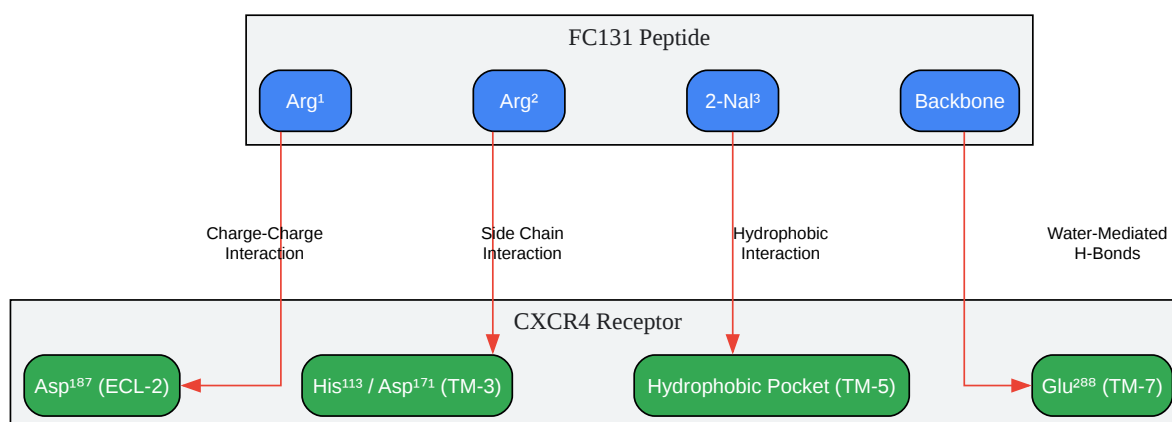 FC131 Peptide
Arg¹
Arg²
2-Nal³
Backbone
Charge-Charge
Interaction
Side Chain
Interaction
Hydrophobic
Interaction
Water-Mediated
H-Bonds
CXCR4 Receptor
Asp¹⁸⁷ (ECL-2)
His¹¹³ / Asp¹⁷¹ (TM-3)
Hydrophobic Pocket (TM-5)
Glu²⁸⁸ (TM-7)